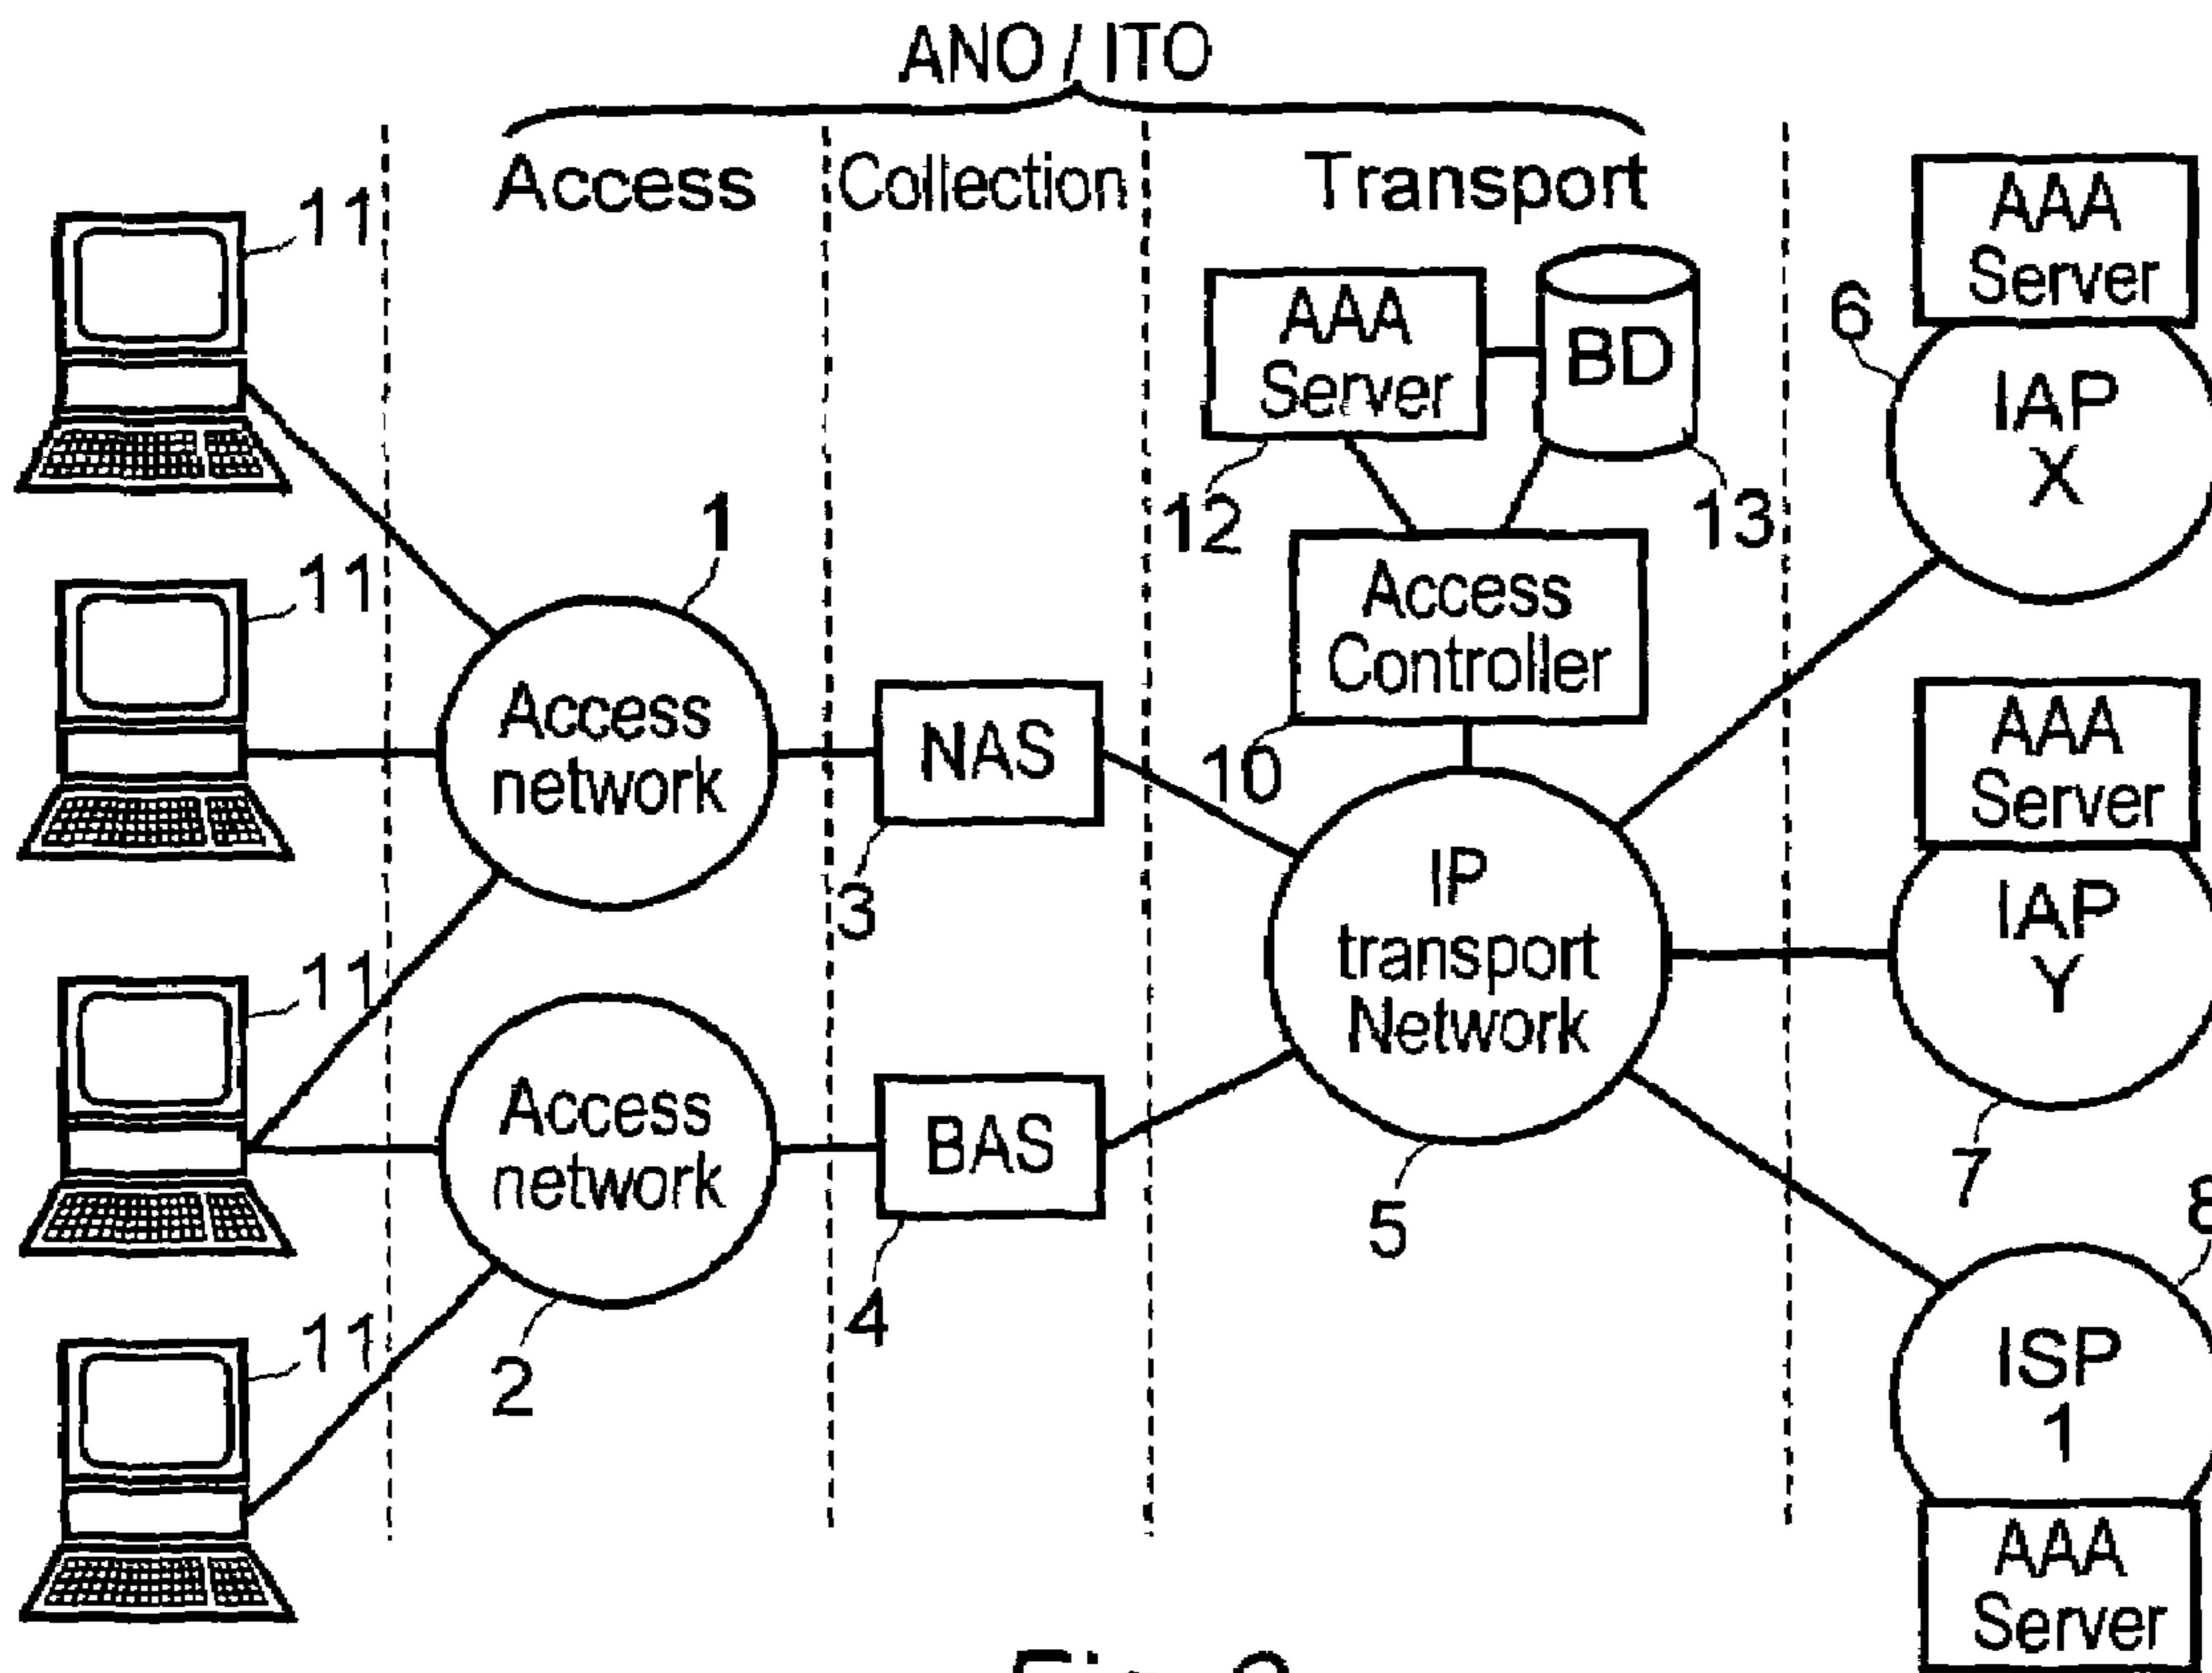 ANO / ITO
Access
Collection
Transport
11
11
11
11
1
Access
network
2
Access
network
NAS
3
BAS
4
AAA
Server
12
BD
13
Access
Controller
10
IP
transport
Network
5
AAA
Server
6
IAP
X
AAA
Server
IAP
Y
7
8
ISP
1
AAA
Server